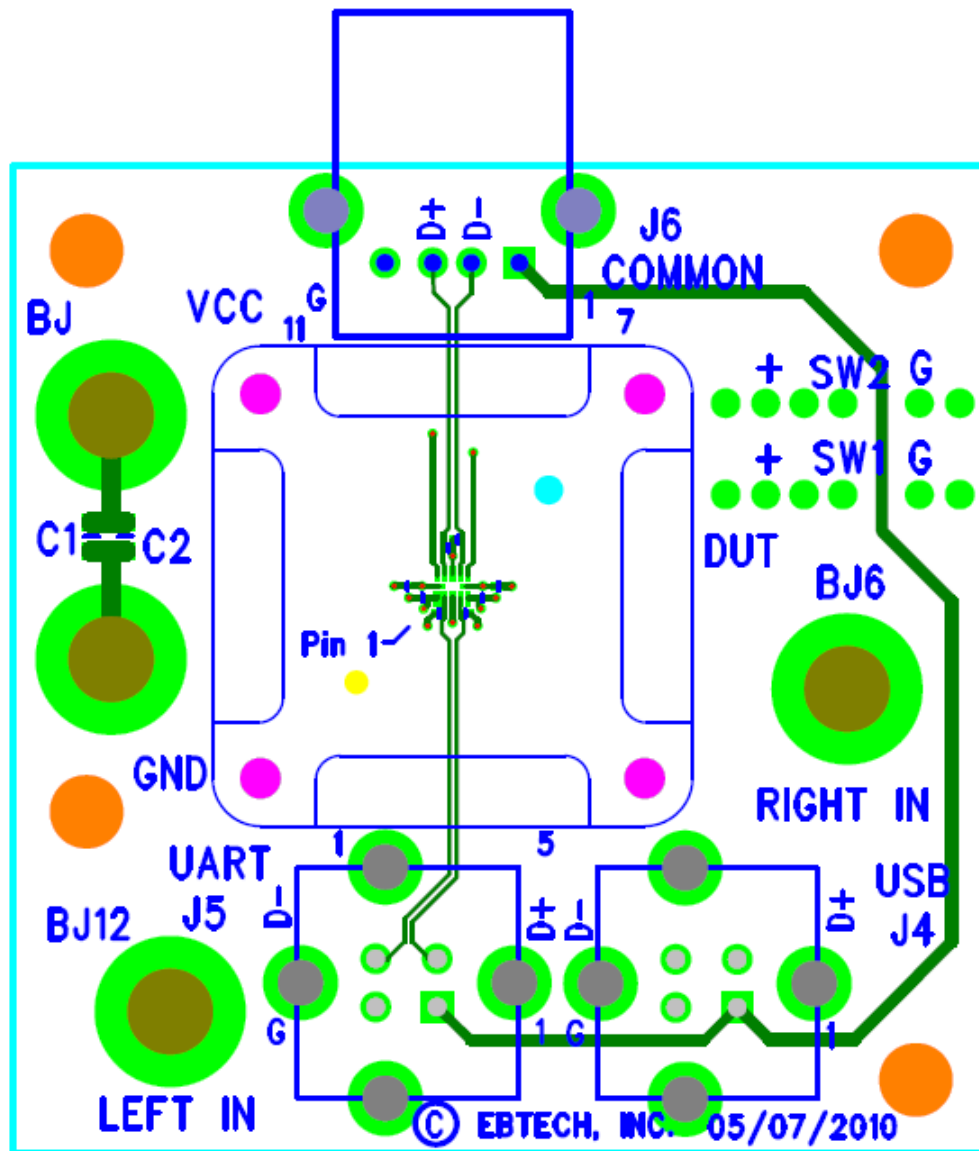 D+ D-
J6
COMMON
VCC G 1
BJ 11 7
+ SW2 G
+ SW1 G
C1 C2 DUT
BJ6
Pin 1
GND
RIGHT IN
1 5
UART USB
D- D+ D- D+
BJ12 J5 J4
G 1 G 1
LEFT IN
© EBTECH, INC. 05/07/2010